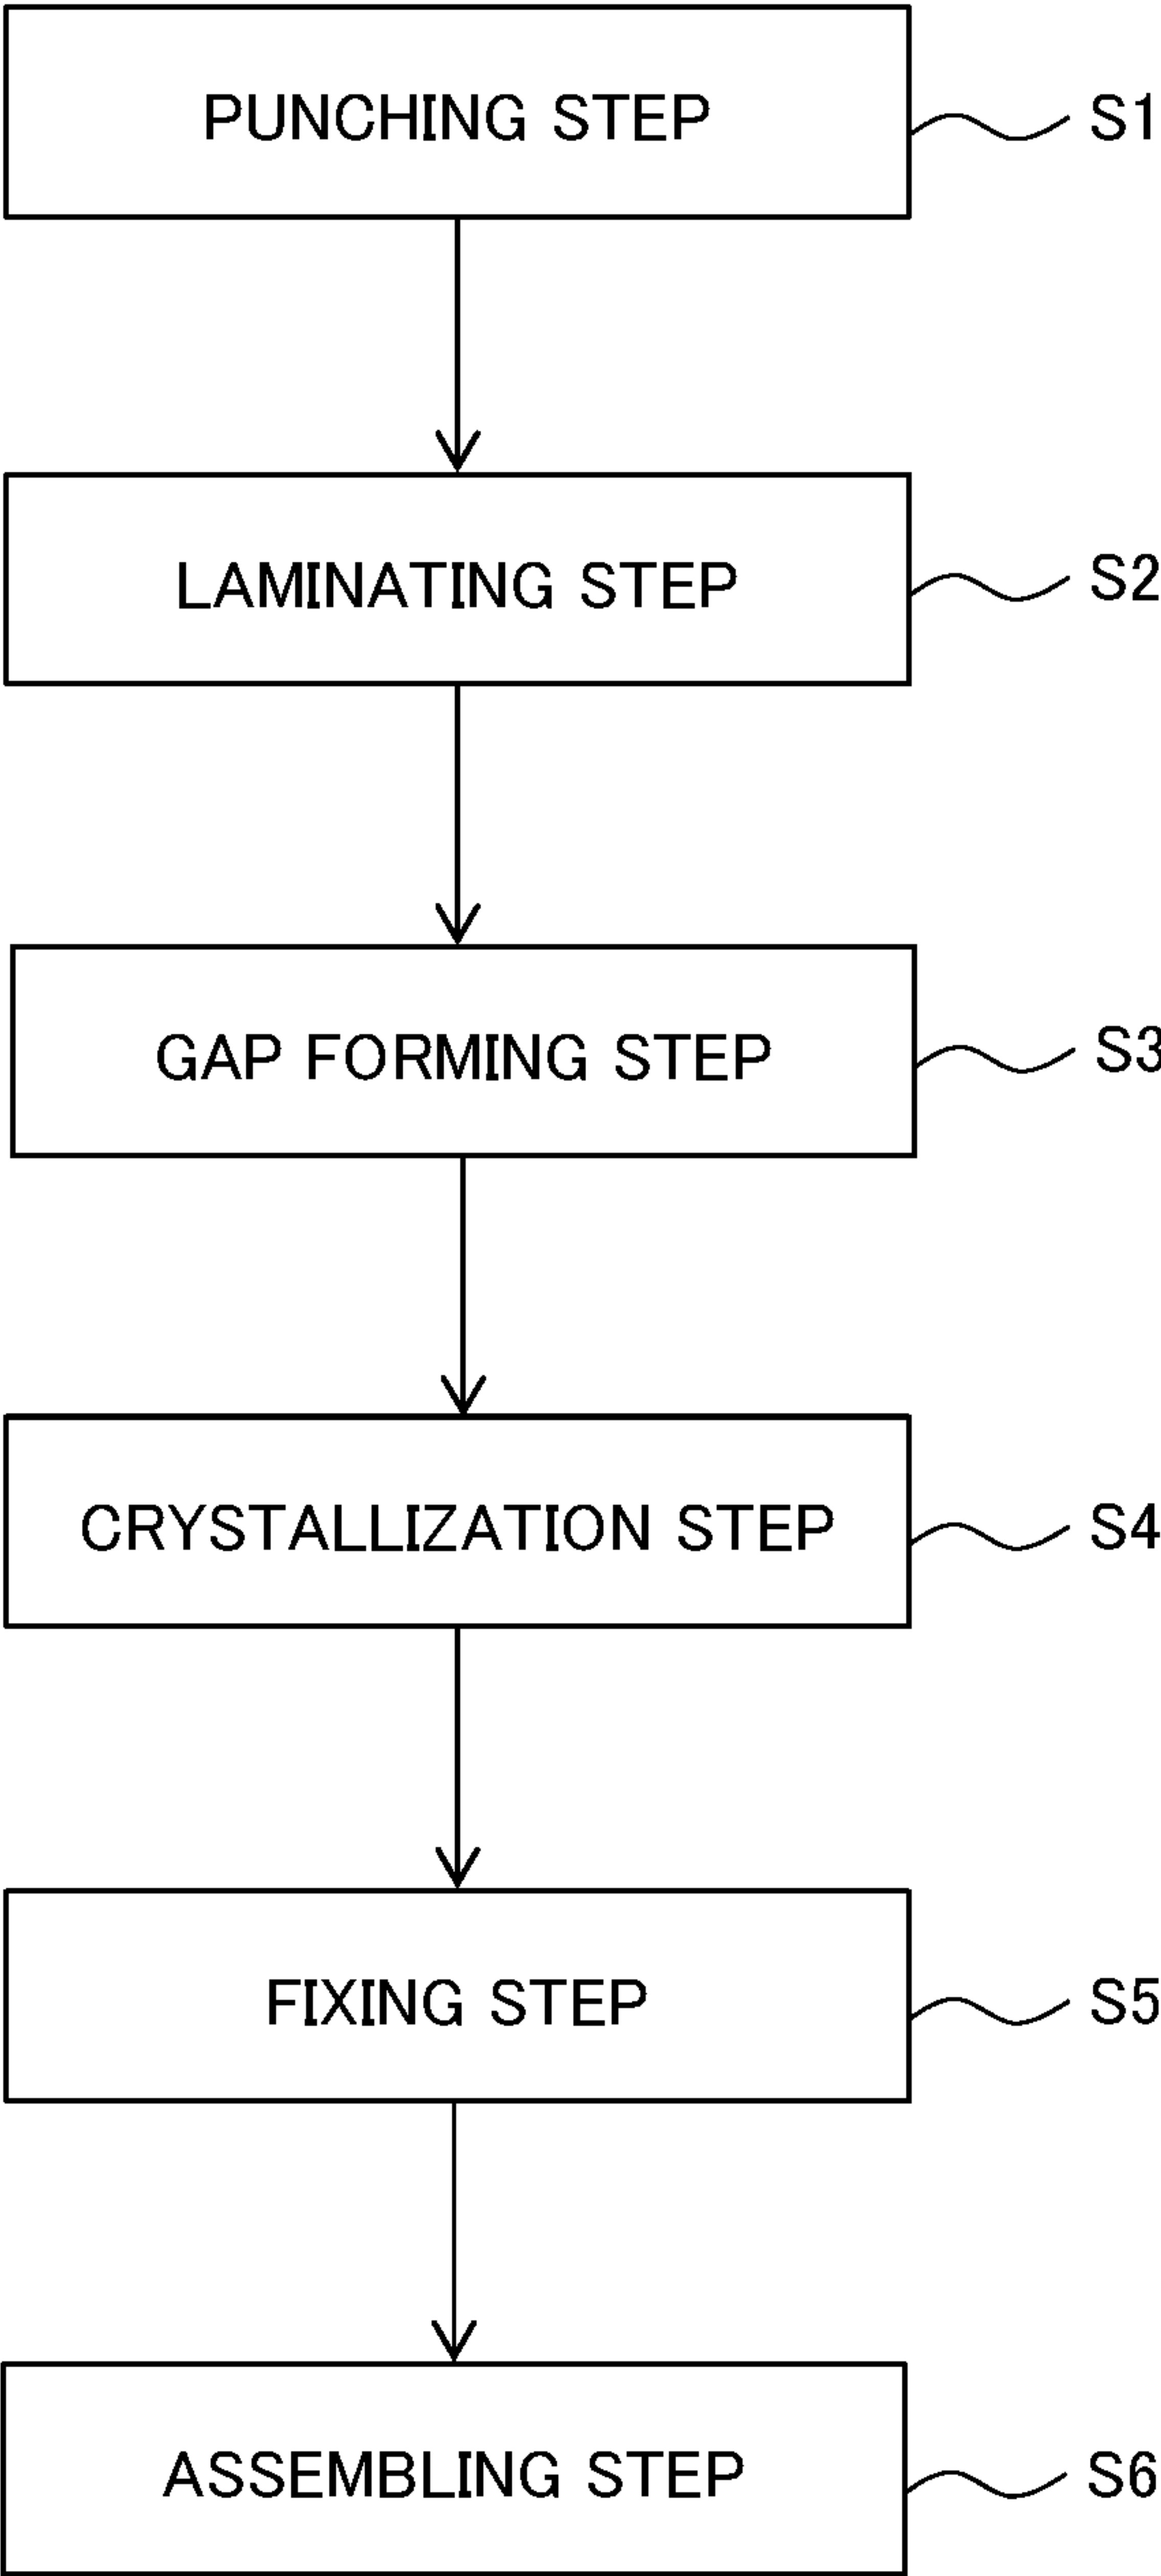 PUNCHING STEP S1
LAMINATING STEP S2
GAP FORMING STEP S3
CRYSTALLIZATION STEP S4
FIXING STEP S5
ASSEMBLING STEP S6